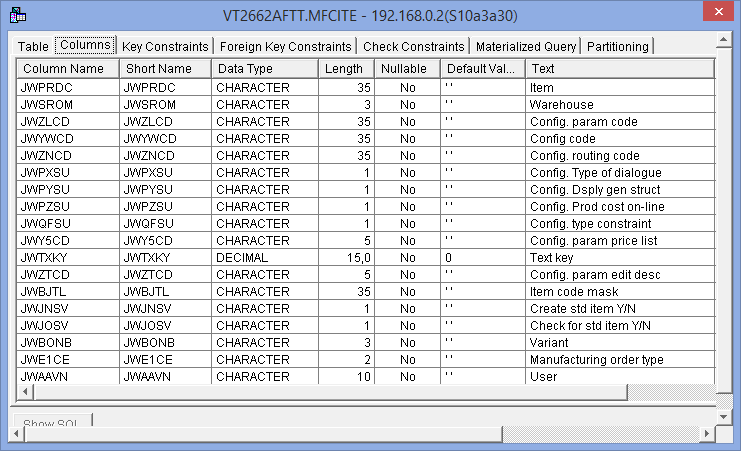 VT2662AFTT.MFCITE - 192.168.0.2(S10a3a30)
Table Columns Key Constraints Foreign Key Constraints Check Constraints Materialized Query Partitioning
Column Name Short Name Data Type Length Nullable Default Val... Text
JWPRDC JWPRDC CHARACTER 35 No ' ' Item
JWSROM JWSROM CHARACTER 3 No ' ' Warehouse
JWZLCD JWZLCD CHARACTER 35 No ' ' Config. param code
JWYWCD JWYWCD CHARACTER 35 No ' ' Config code
JWZNCD JWZNCD CHARACTER 35 No ' ' Config. routing code
JWPXSU JWPXSU CHARACTER 1 No ' ' Config. Type of dialogue
JWPYSU JWPYSU CHARACTER 1 No ' ' Config. Dsply gen struct
JWPZSU JWPZSU CHARACTER 1 No ' ' Config. Prod cost on-line
JWQFSU JWQFSU CHARACTER 1 No ' ' Config. type constraint
JWY5CD JWY5CD CHARACTER 5 No ' ' Config. param price list
JWTXKY JWTXKY DECIMAL 15,0 No 0 Text key
JWZTCD JWZTCD CHARACTER 5 No ' ' Config. param edit desc
JWBJTL JWBJTL CHARACTER 35 No ' ' Item code mask
JWJNSV JWJNSV CHARACTER 1 No ' ' Create std item Y/N
JWJOSV JWJOSV CHARACTER 1 No ' ' Check for std item Y/N
JWBONB JWBONB CHARACTER 3 No ' ' Variant
JWE1CE JWE1CE CHARACTER 2 No ' ' Manufacturing order type
JWAAVN JWAAVN CHARACTER 10 No ' ' User
Show SQL